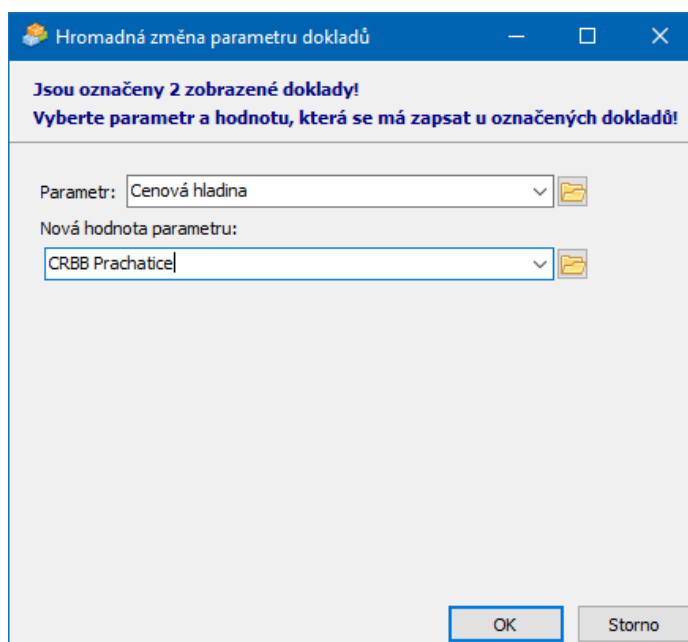 Hromadná změna parametru dokladů
Jsou označeny 2 zobrazené doklady!
Vyberte parametr a hodnotu, která se má zapsat u označených dokladů!
Parametr: Cenová hladina
Nová hodnota parametru:
CRBB Prachatice
OK Storno